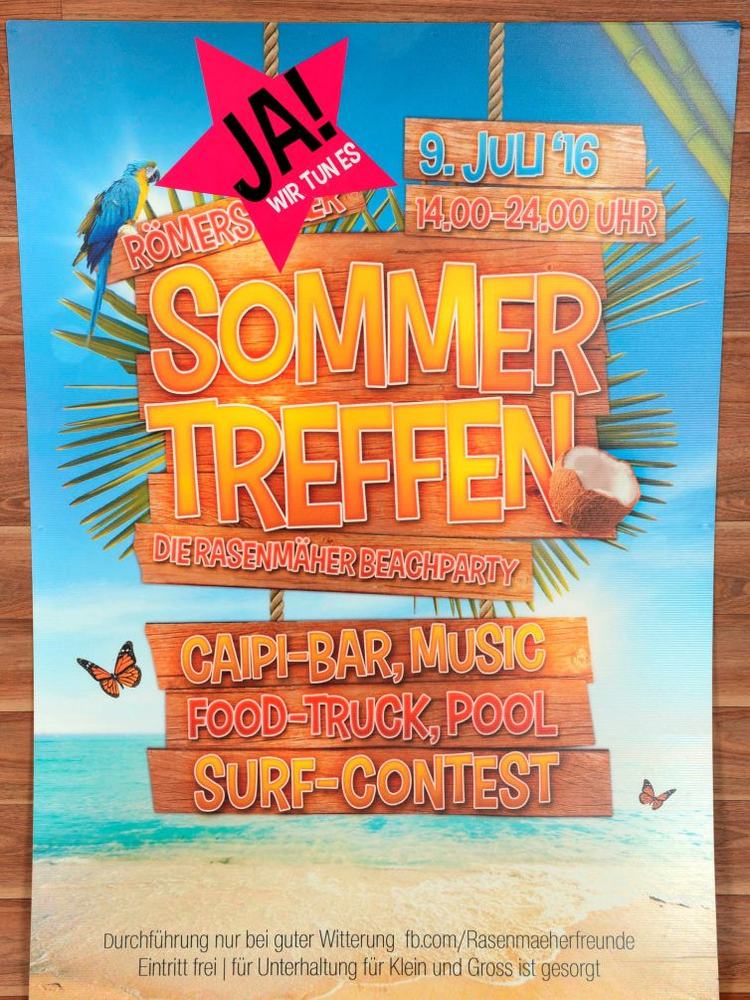 JA!
WIR TUN ES
9. JULI '16
14.00-24.00 UHR
SOMMER
TREFFEN
DIE RASENMÄHER BEACHPARTY
CAIPI-BAR, MUSIC
FOOD-TRUCK, POOL
SURF-CONTEST
Durchführung nur bei guter Witterung fb.com/Rasenmaeherfreunde
Eintritt frei | für Unterhaltung für Klein und Gross ist gesorgt